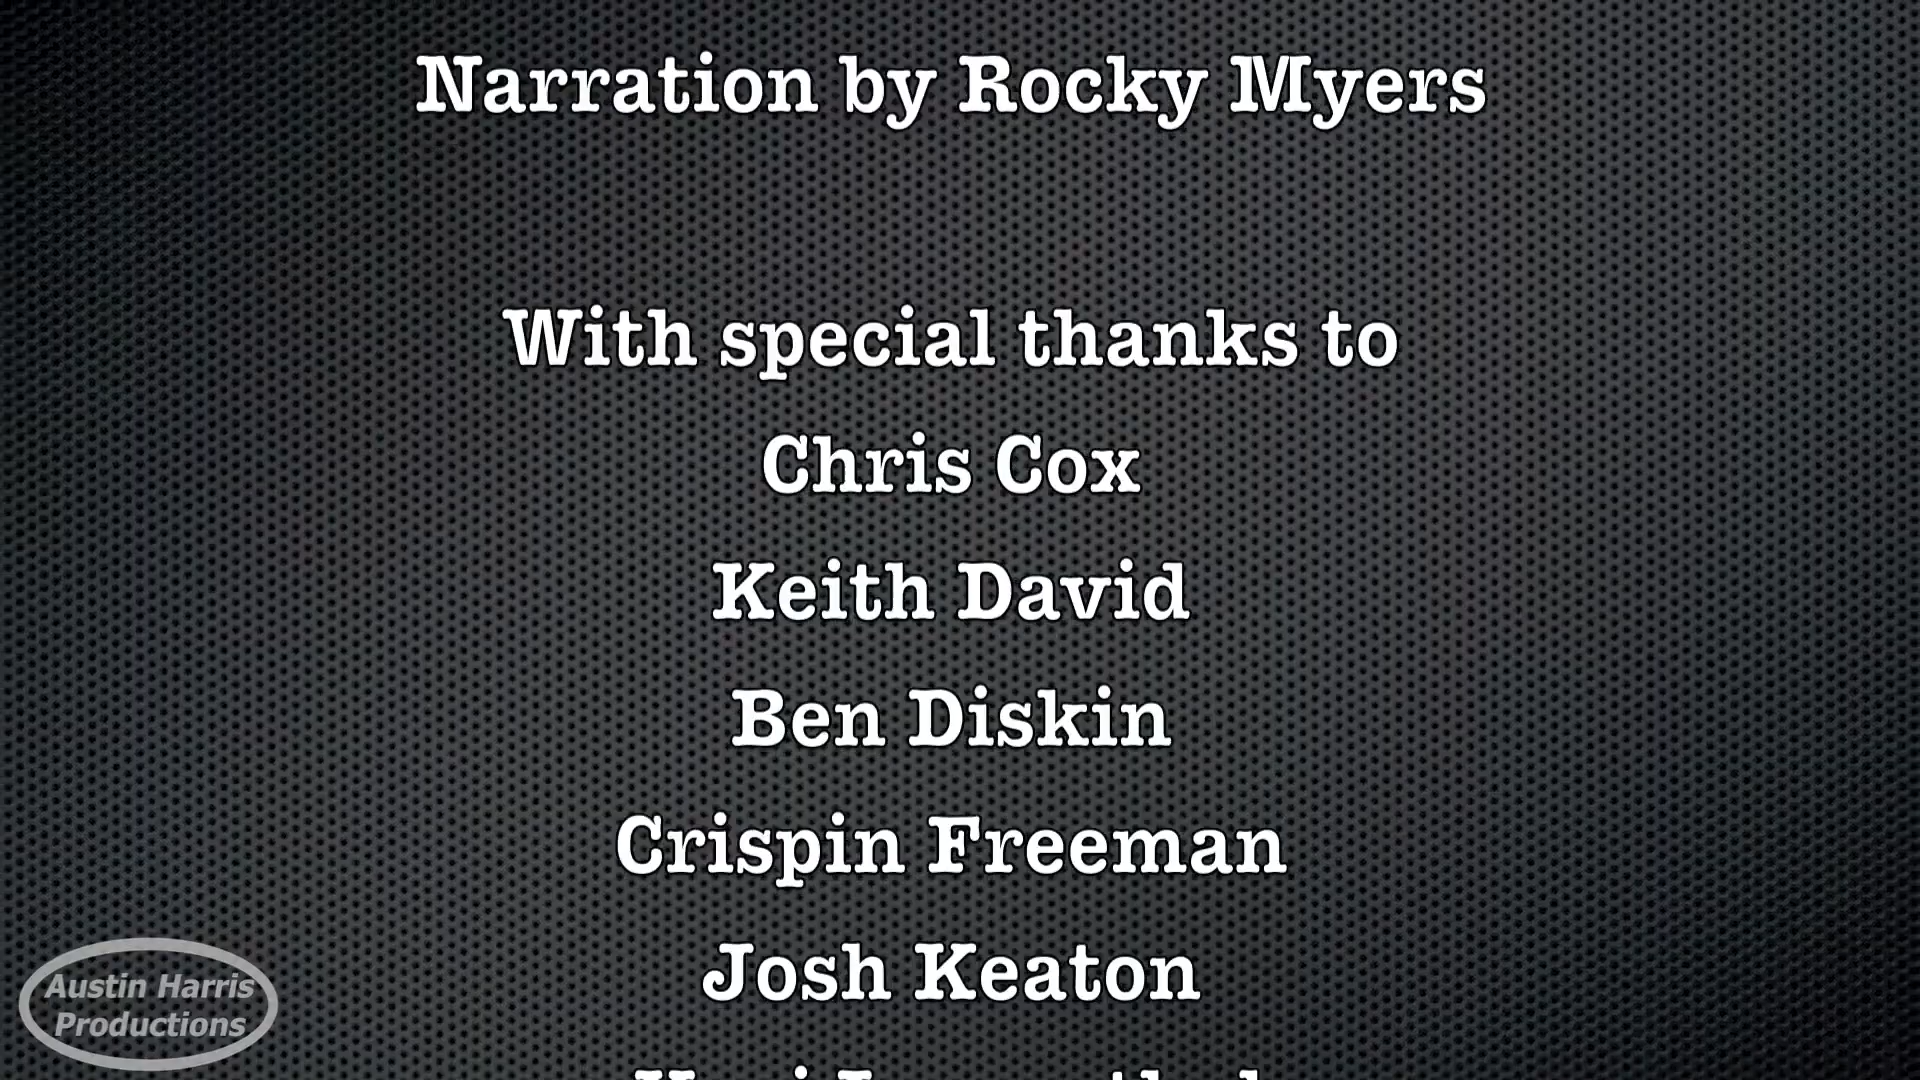 Narration by Rocky Myers
With special thanks to
Chris Cox
Keith David
Ben Diskin
Crispin Freeman
Josh Keaton
Austin Harris
Productions